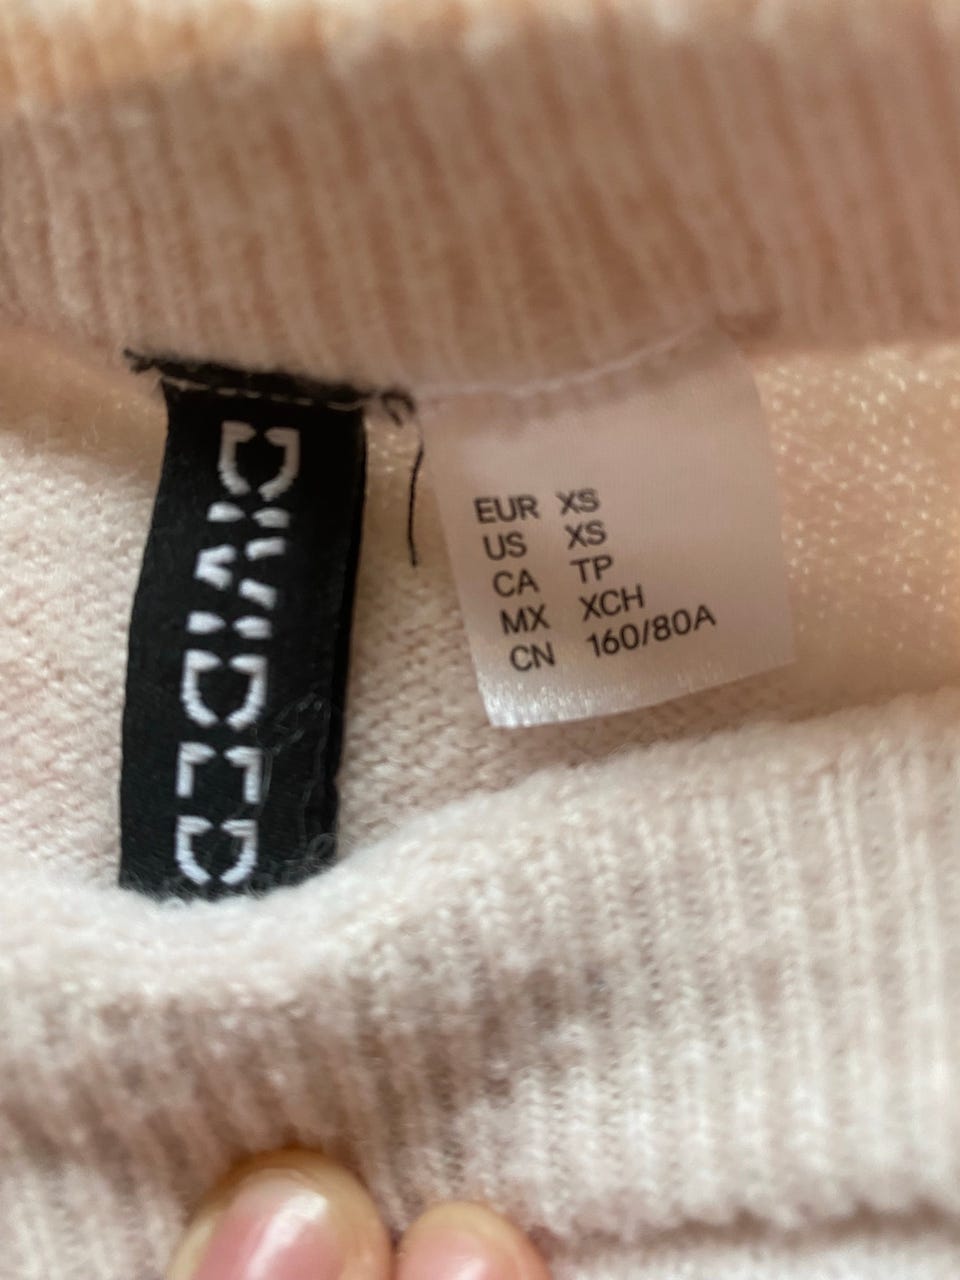 DIVIDED
EUR XS
US XS
CA TP
MX XCH
CN 160/80A